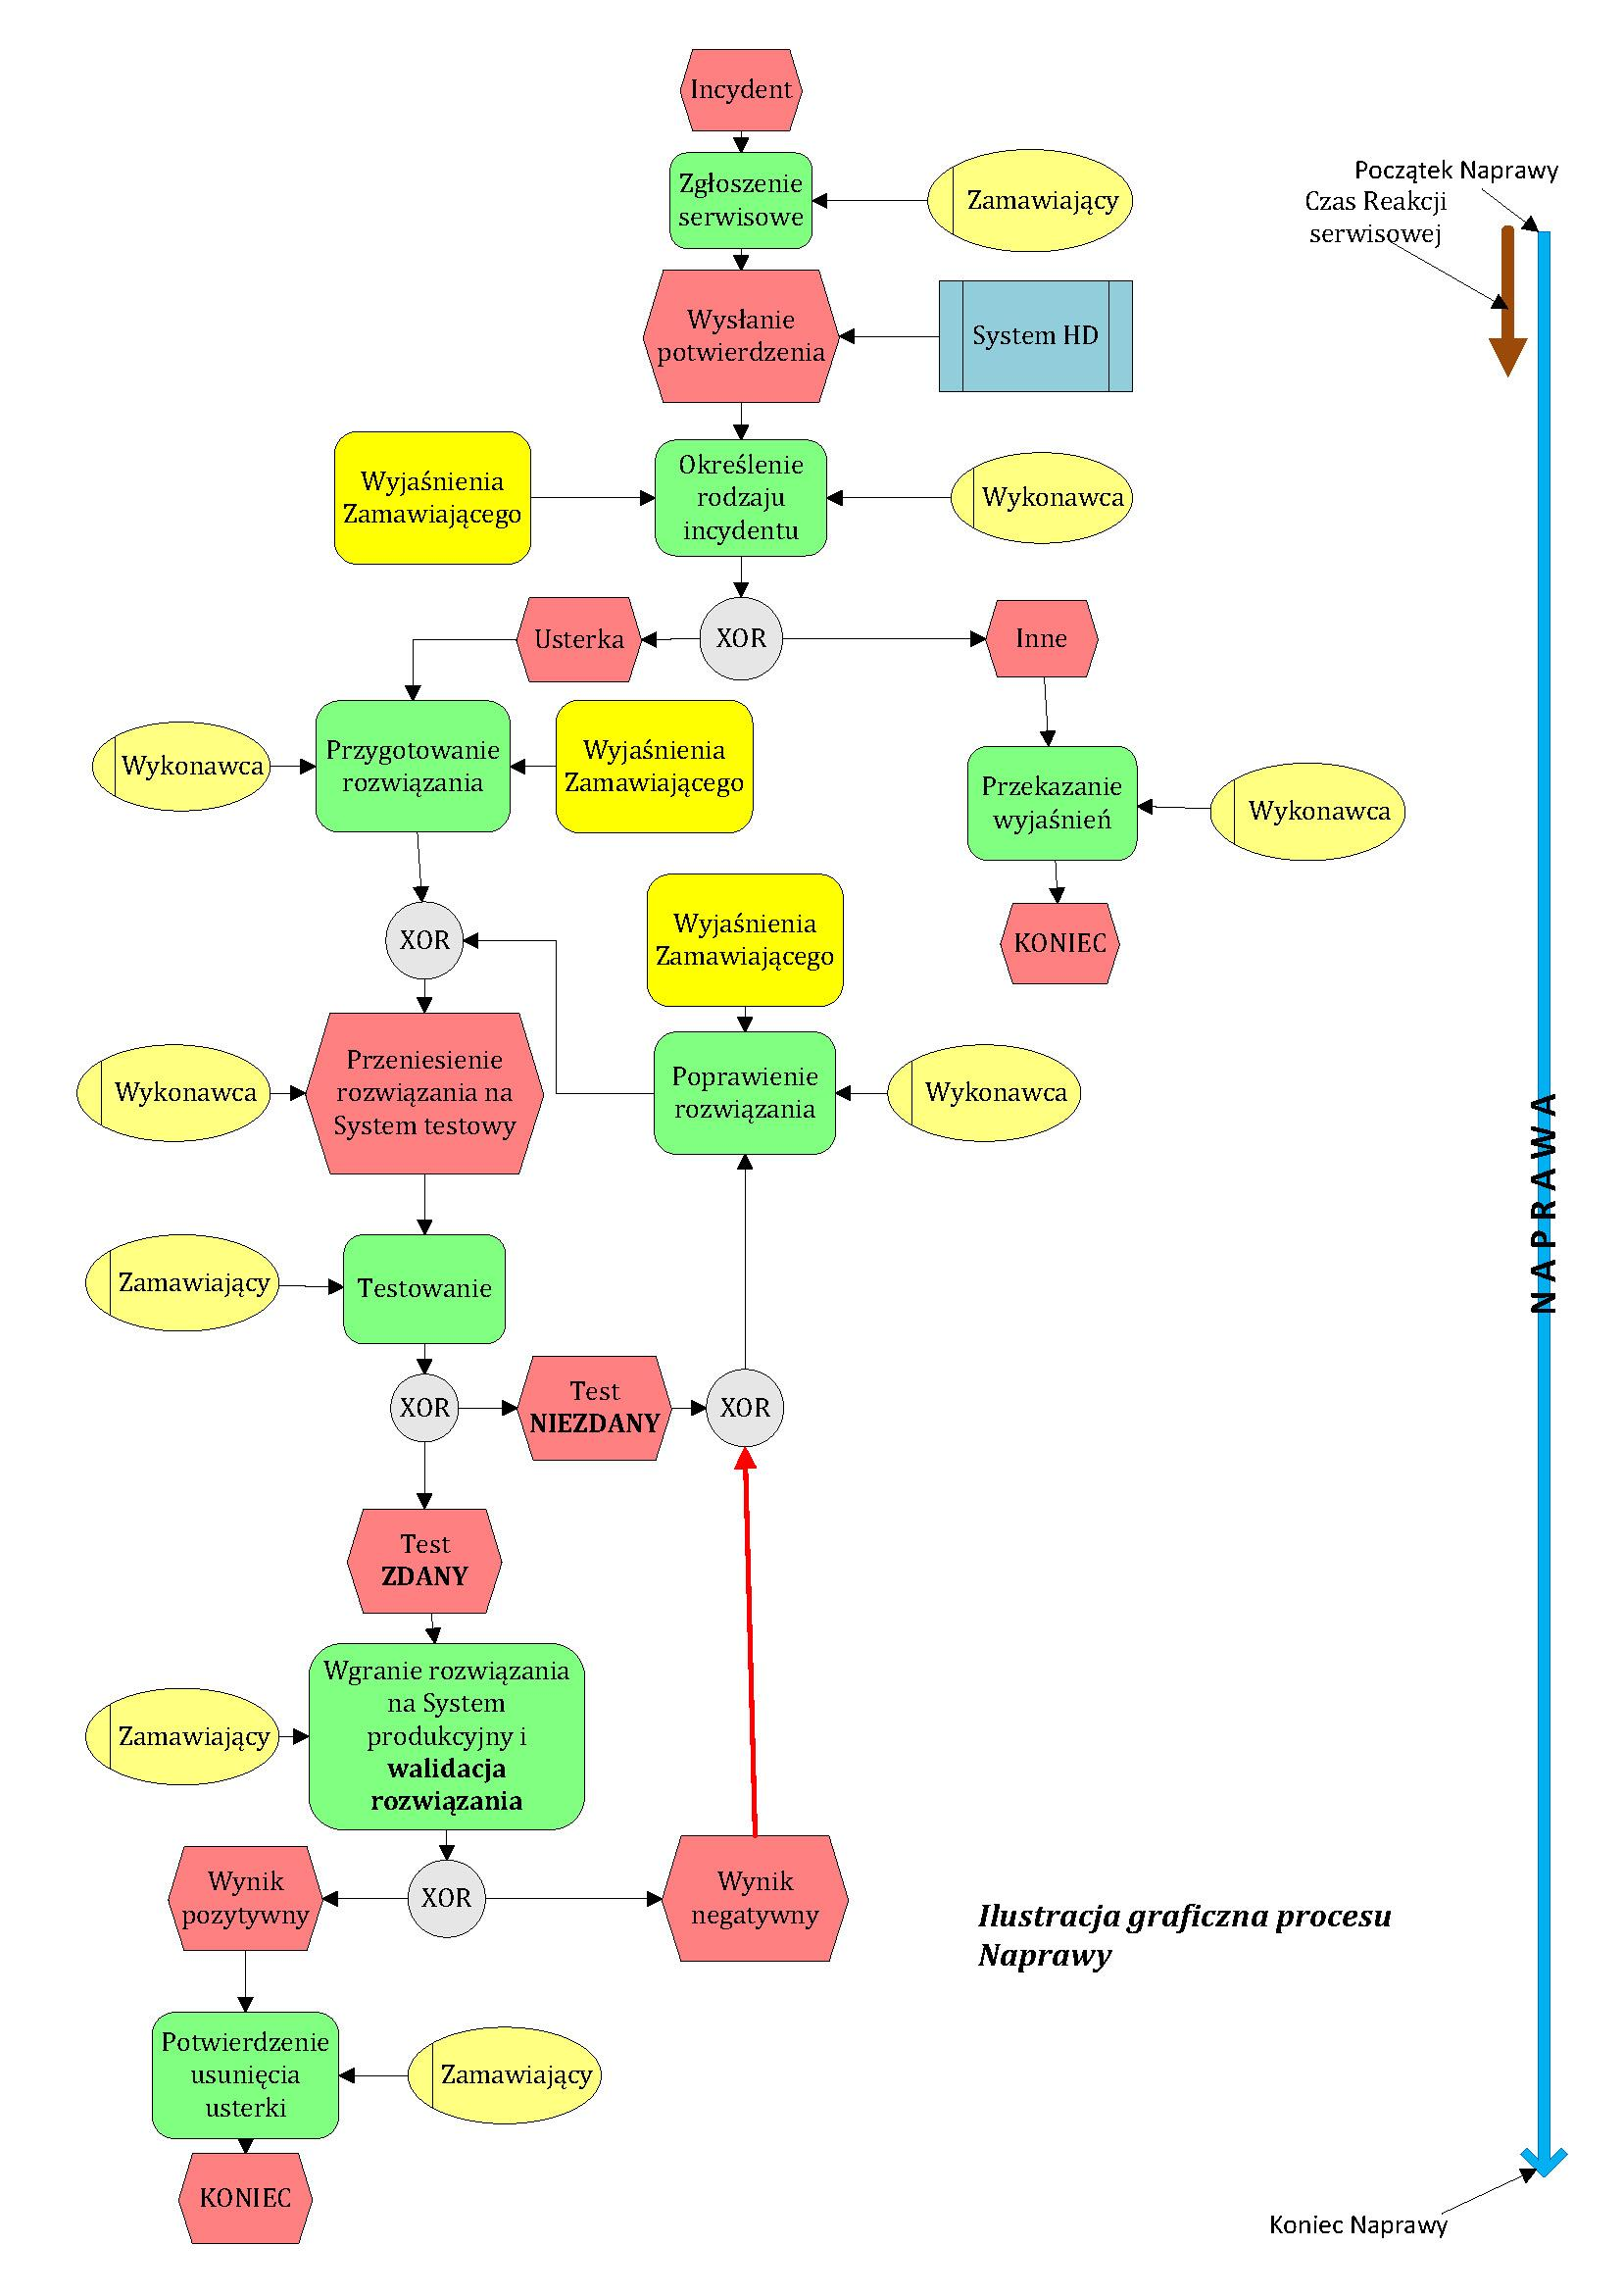 Incydent
Początek Naprawy
Zgłoszenie
serwisowe
Zamawiający
Czas Reakcji
serwisowej
Wysłanie
potwierdzenia
System HD
Wyjaśnienia
Zamawiającego
Określenie
rodzaju
incydentu
Wykonawca
Usterka
XOR
Inne
Wykonawca
Przygotowanie
rozwiązania
Wyjaśnienia
Zamawiającego
Przekazanie
wyjaśnień
Wykonawca
XOR
Wyjaśnienia
Zamawiającego
KONIEC
Wykonawca
Przeniesienie
rozwiązania na
System testowy
Poprawienie
rozwiązania
Wykonawca
N A P R A W A
Zamawiający
Testowanie
XOR
Test
NIEZDANY
XOR
Test
ZDANY
Zamawiający
Wgranie rozwiązania
na System
produkcyjny i
walidacja
rozwiązania
Wynik
pozytywny
XOR
Wynik
negatywny
Ilustracja graficzna procesu
Naprawy
Potwierdzenie
usunięcia
usterki
Zamawiający
KONIEC
Koniec Naprawy